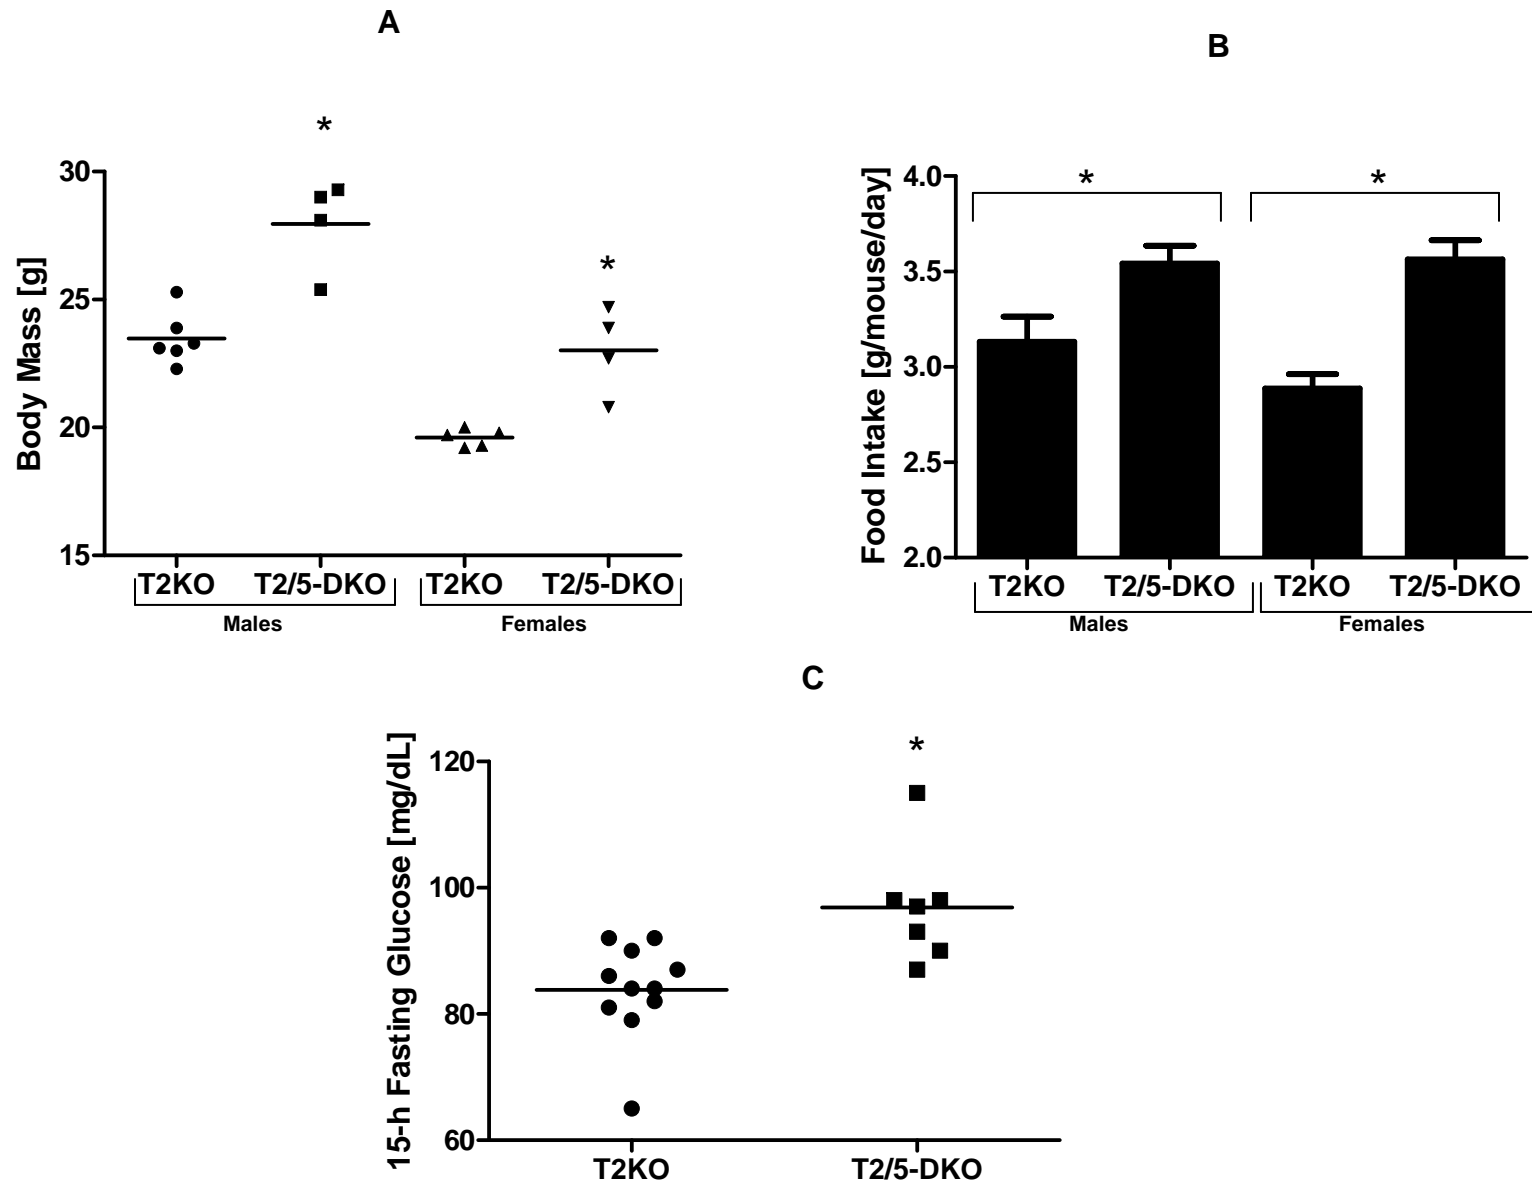 A
*
*
30
25
20
15
Body Mass [g]
T2KO T2/5-DKO T2KO T2/5-DKO
Males Females
B
* *
4.0
3.5
3.0
2.5
2.0
Food Intake [g/mouse/day]
T2KO T2/5-DKO T2KO T2/5-DKO
Males Females
C
*
120
100
80
60
15-h Fasting Glucose [mg/dL]
T2KO T2/5-DKO